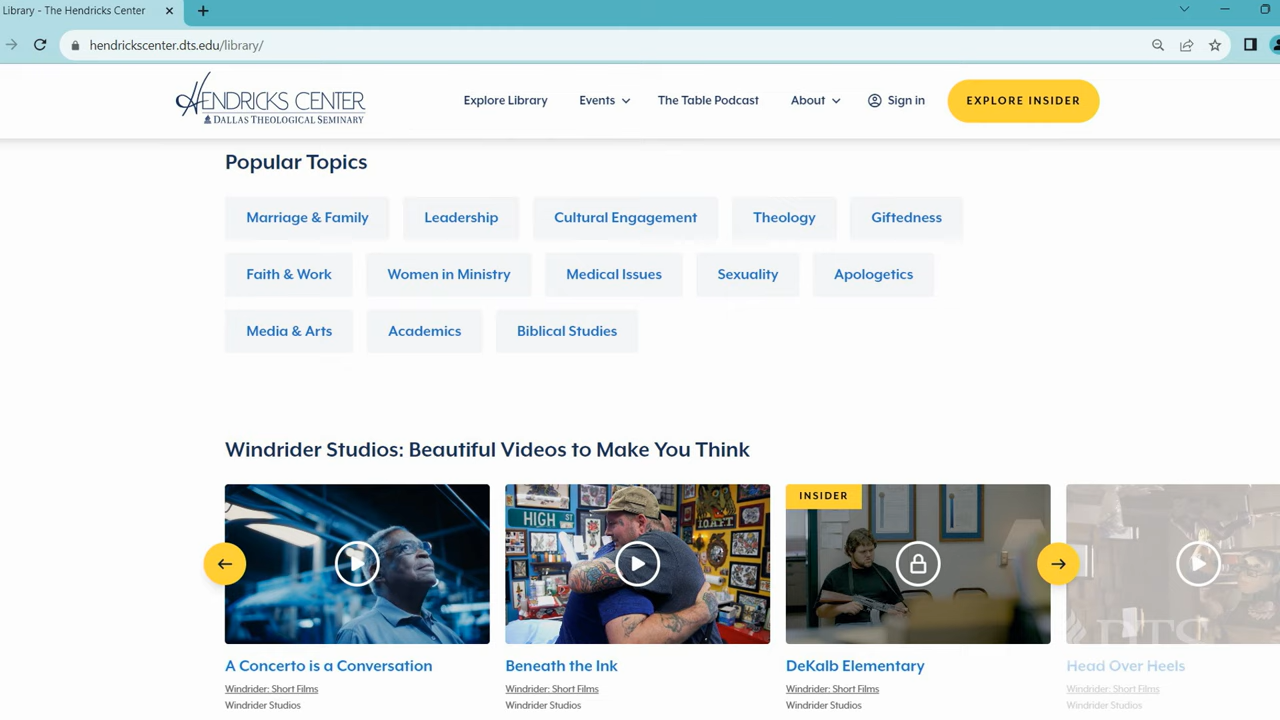 Library - The Hendricks Center
hendrickscenter.dts.edu/library/
HENDRICKS CENTER
DALLAS THEOLOGICAL SEMINARY
Explore Library Events The Table Podcast About Sign in EXPLORE INSIDER
Popular Topics
Marriage & Family Leadership Cultural Engagement Theology Giftedness
Faith & Work Women in Ministry Medical Issues Sexuality Apologetics
Media & Arts Academics Biblical Studies
Windrider Studios: Beautiful Videos to Make You Think
INSIDER
HIGH ST
DTS
A Concerto is a Conversation Beneath the Ink DeKalb Elementary Head Over Heels
Windrider: Short Films Windrider: Short Films Windrider: Short Films Windrider: Short Films
Windrider Studios Windrider Studios Windrider Studios Windrider Studios